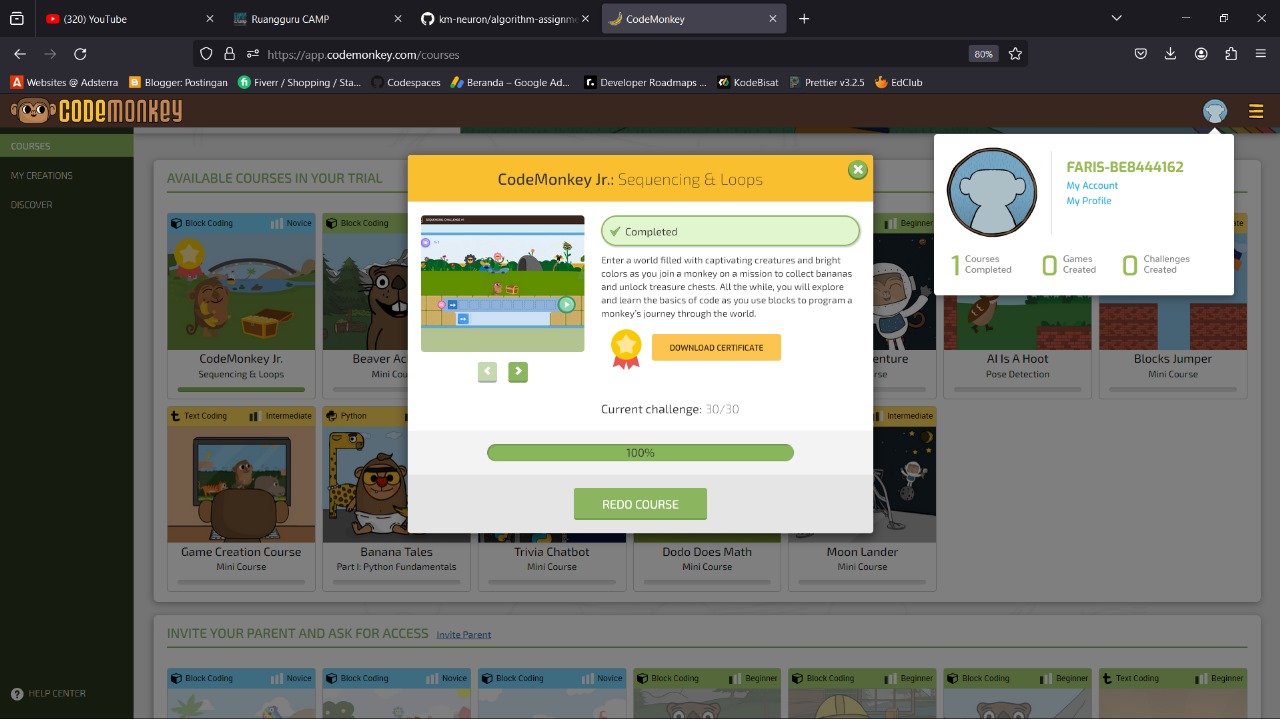 (320) YouTube
Ruangguru CAMP
km-neuron/algorithm-assignme
CodeMonkey
https://app.codemonkey.com/courses
80%
Websites @ Adsterra
Blogger: Postingan
Fiverr / Shopping / Sta...
Codespaces
Beranda – Google Ad...
Developer Roadmaps ...
KodeBisat
Prettier v3.2.5
EdClub
CODEMONKEY
COURSES
MY CREATIONS
DISCOVER
HELP CENTER
AVAILABLE COURSES IN YOUR TRIAL
Block Coding Novice
CodeMonkey Jr.
Sequencing & Loops
Block Coding
Beaver Ac
Mini Co
CodeMonkey Jr.: Sequencing & Loops
Completed
Enter a world filled with captivating creatures and bright
colors as you join a monkey on a mission to collect bananas
and unlock treasure chests. All the while, you will explore
and learn the basics of code as you use blocks to program a
monkey's journey through the world.
DOWNLOAD CERTIFICATE
Current challenge: 30/30
100%
REDO COURSE
FARIS-BEB444162
My Account
My Profile
1 Courses
Completed
0 Games
Created
0 Challenges
Created
Beginner
enture
AI Is A Hoot
Pose Detection
Blocks Jumper
Mini Course
Text Coding Intermediate
Game Creation Course
Mini Course
Python
Banana Tales
Part I: Python Fundamentals
Trivia Chatbot
Mini Course
Dodo Does Math
Mini Course
Intermediate
Moon Lander
Mini Course
INVITE YOUR PARENT AND ASK FOR ACCESS Invite Parent
Block Coding Novice
Block Coding Novice
Block Coding Novice
Block Coding Beginner
Block Coding Beginner
Block Coding Beginner
Text Coding Beginner